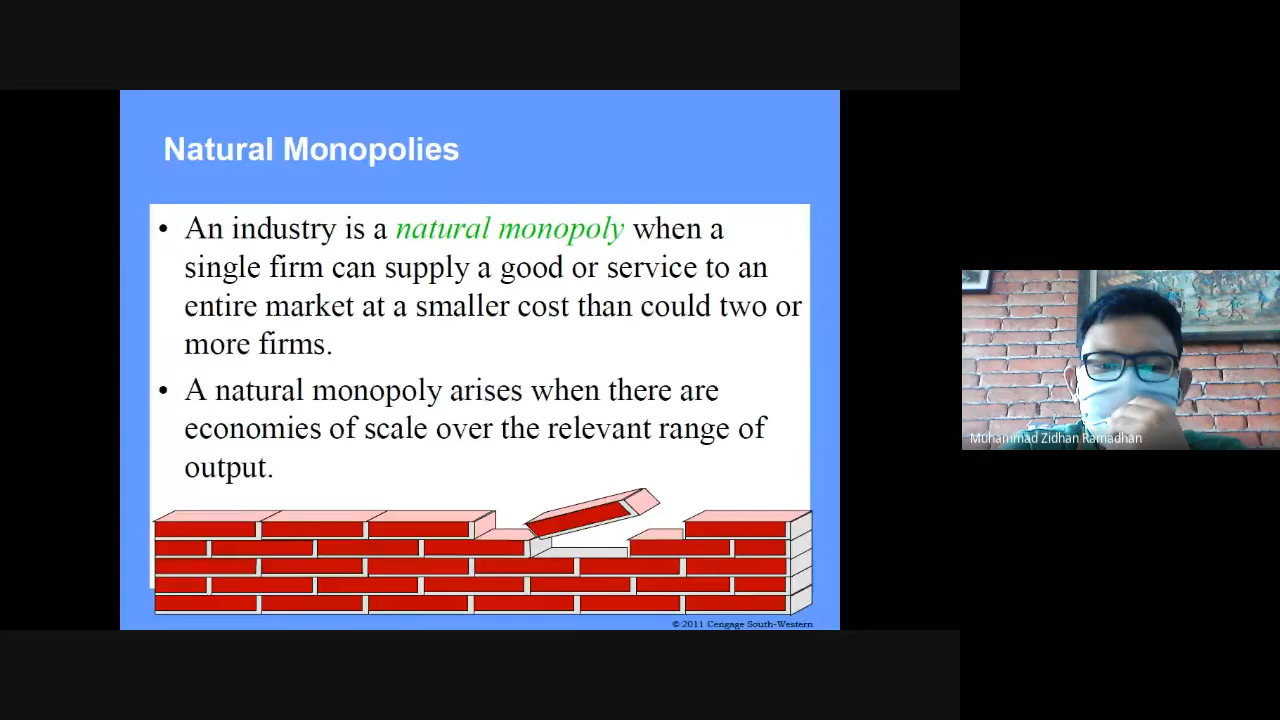 Natural Monopolies
• An industry is a natural monopoly when a
single firm can supply a good or service to an
entire market at a smaller cost than could two or
more firms.
• A natural monopoly arises when there are
economies of scale over the relevant range of
output.
© 2011 Cengage South-Western
Muhammad Zidhan Ramadhan